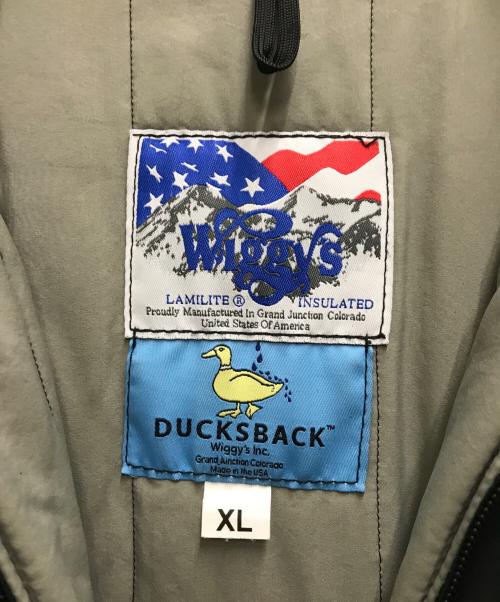 Wiggy's
LAMILITE ® INSULATED
Proudly Manufactured In Grand Junction Colorado
United States Of America
DUCKSBACK™
Wiggy's Inc.
Grand Junction Colorado
Made in the USA
XL